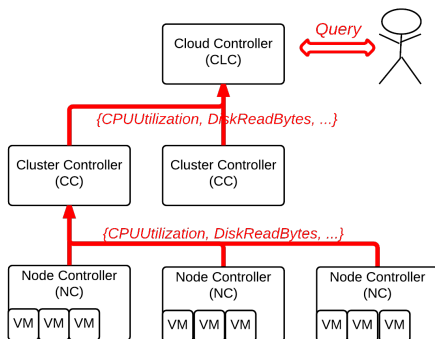 Query
Cloud Controller
(CLC)
{CPUUtilization, DiskReadBytes, ...}
Cluster Controller
(CC)
Cluster Controller
(CC)
{CPUUtilization, DiskReadBytes, ...}
Node Controller
(NC)
VM VM VM
Node Controller
(NC)
VM VM VM
Node Controller
(NC)
VM VM VM